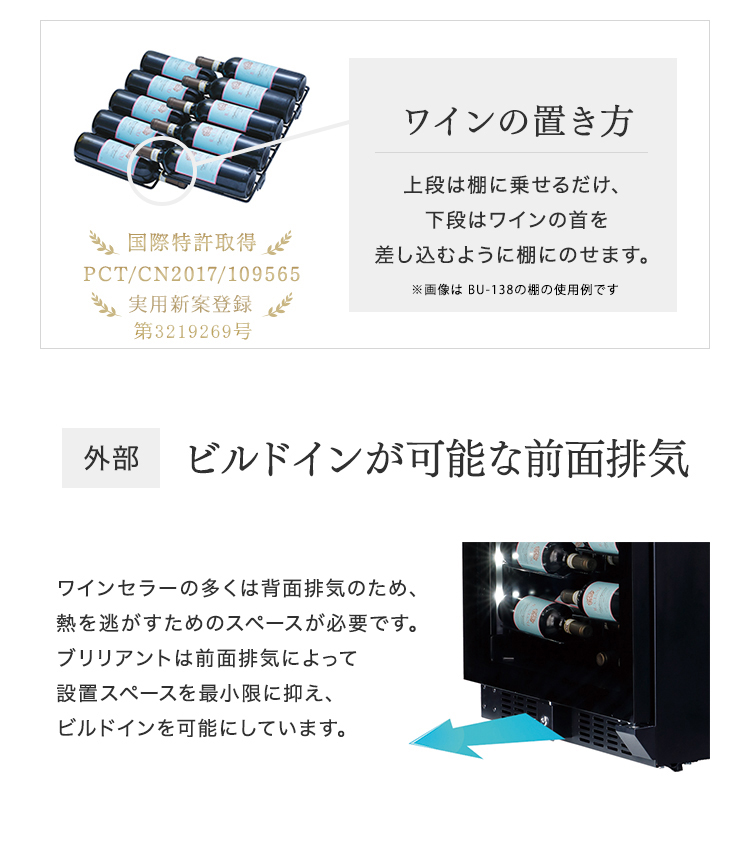 ワインの置き方
上段は棚に乗せるだけ、
下段はワインの首を
差し込むように棚にのせます。
※画像は BU-138の棚の使用例です
国際特許取得
PCT/CN2017/109565
実用新案登録
第3219269号
外部
ビルドインが可能な前面排気
ワインセラーの多くは背面排気のため、
熱を逃がすためのスペースが必要です。
ブリリアントは前面排気によって
設置スペースを最小限に抑え、
ビルドインを可能にしています。